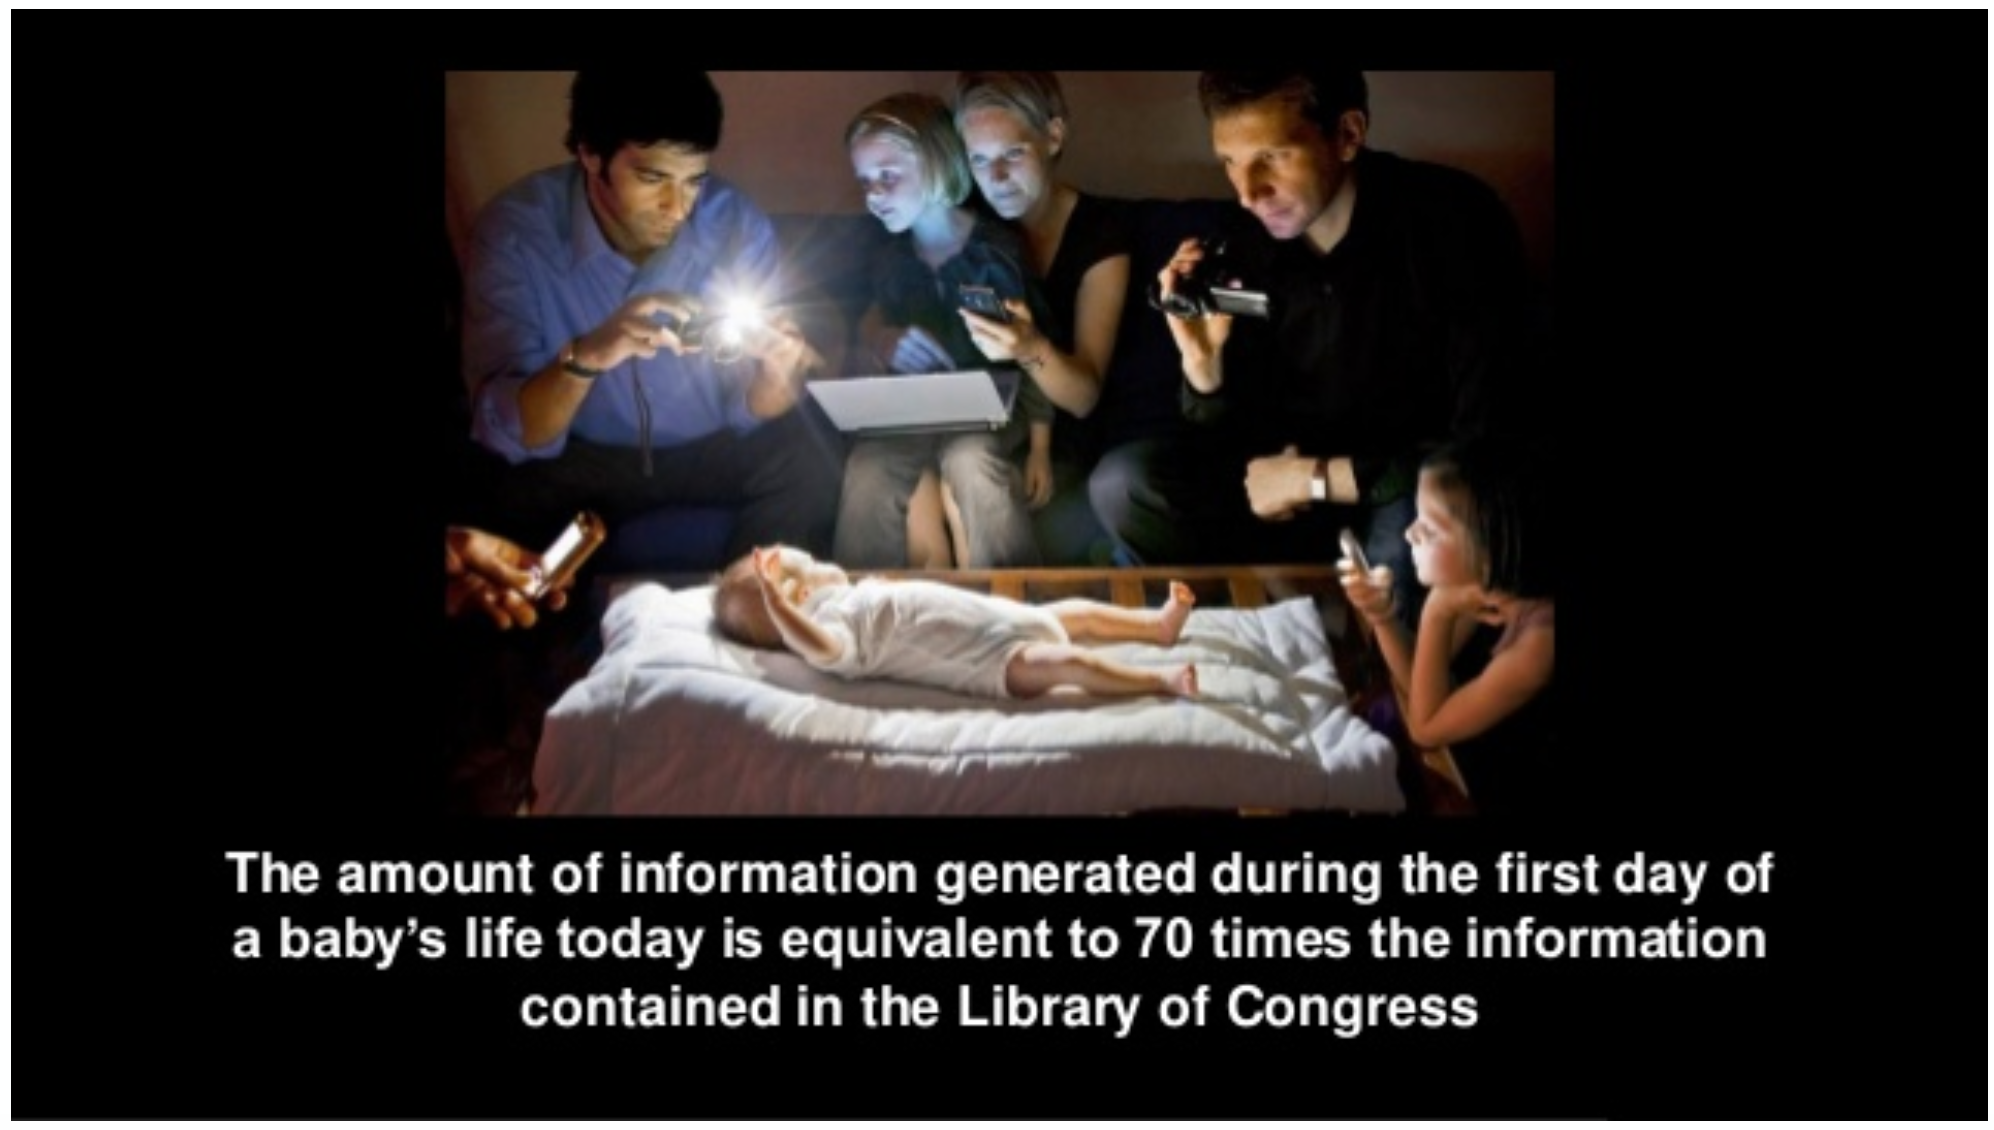 The amount of information generated during the first day of
a baby’s life today is equivalent to 70 times the information
contained in the Library of Congress